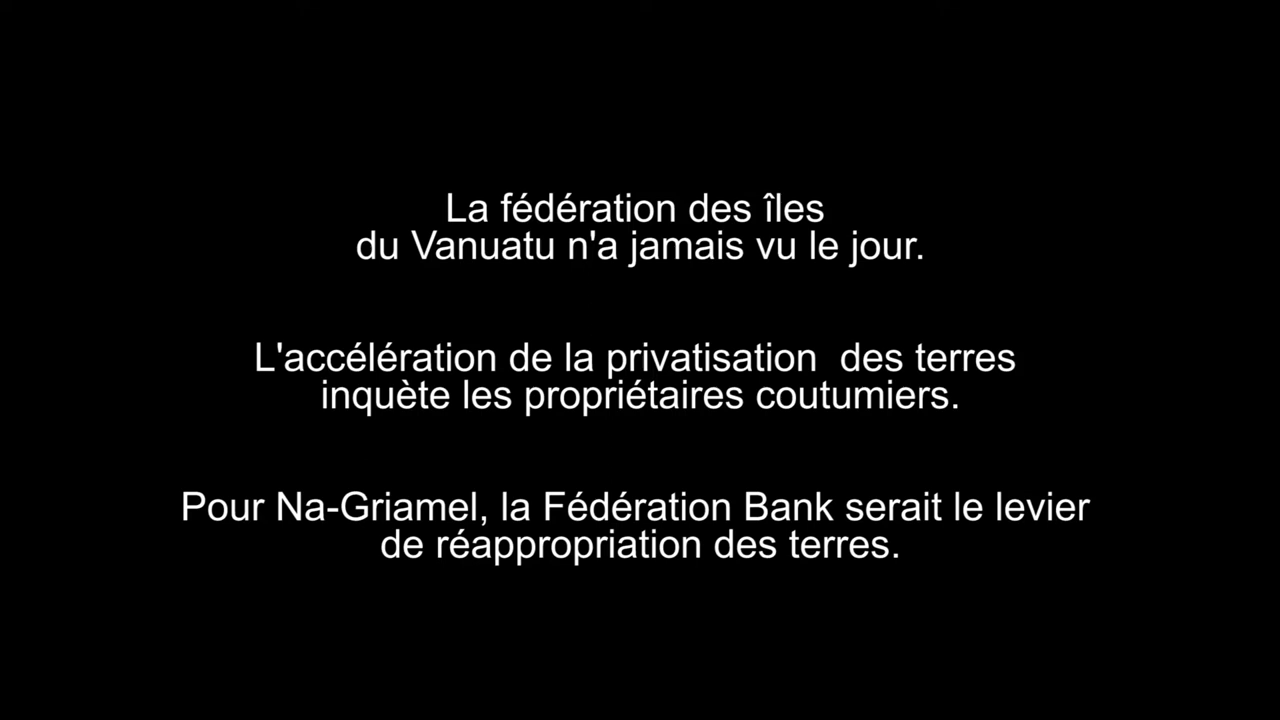 La fédération des îles
du Vanuatu n'a jamais vu le jour.
L'accélération de la privatisation  des terres
inquète les propriétaires coutumiers.
Pour Na-Griamel, la Fédération Bank serait le levier
de réappropriation des terres.